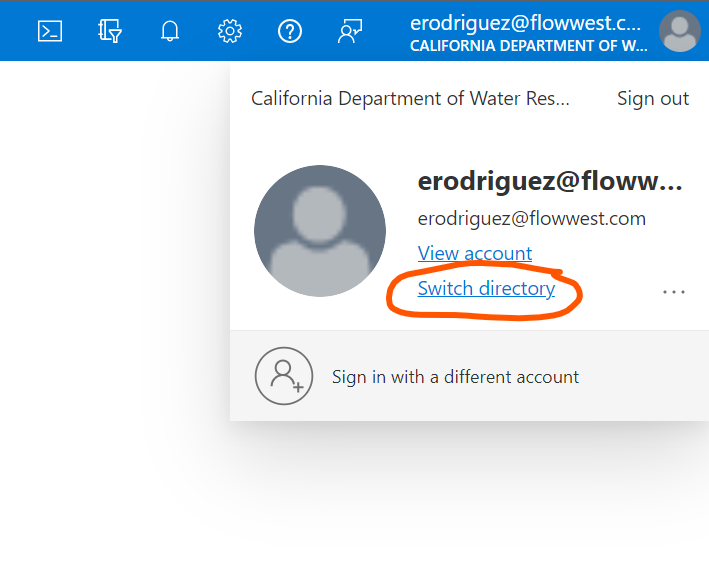 erodriguez@flowwest.c...
CALIFORNIA DEPARTMENT OF W...
California Department of Water Res...
Sign out
erodriguez@floww...
erodriguez@flowwest.com
View account
Switch directory
...
Sign in with a different account